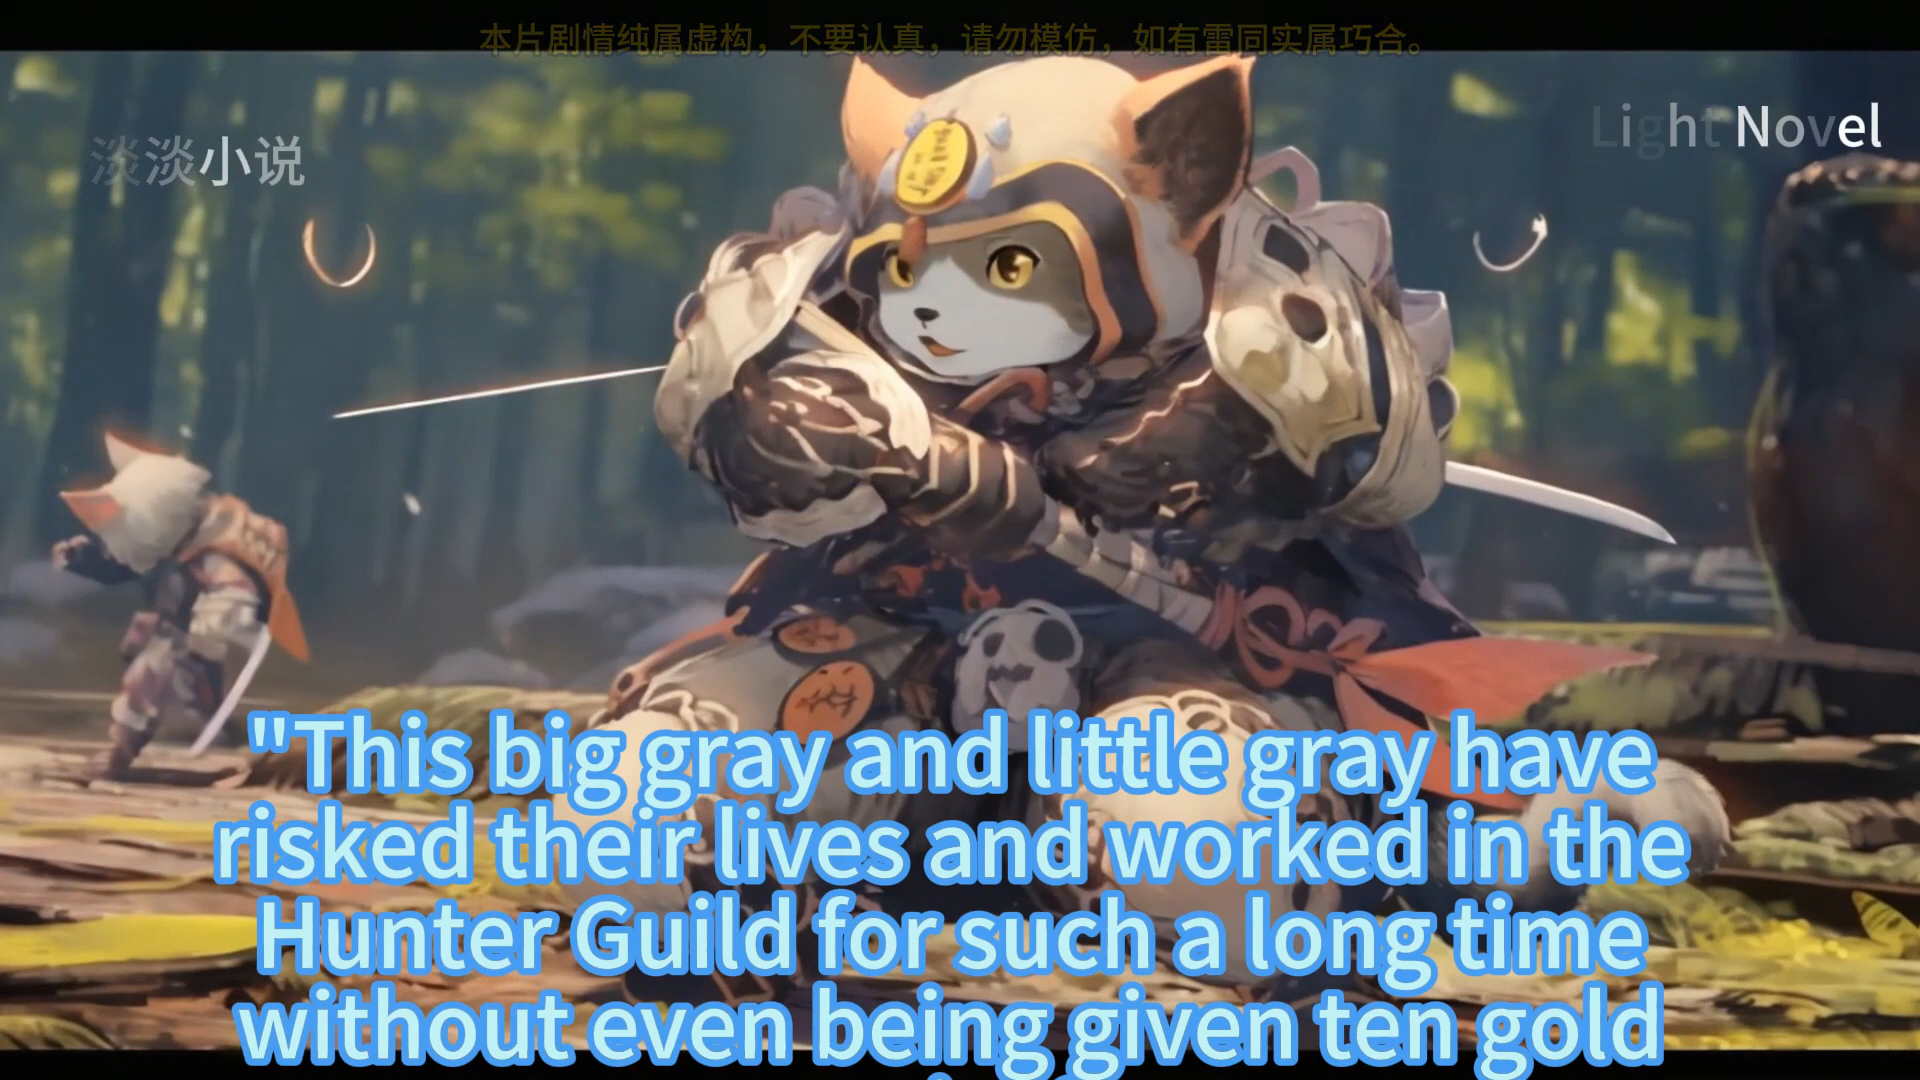 本片剧情纯属虚构，不要认真，请勿模仿，如有雷同实属巧合。
淡淡小说
Light Novel
"This big gray and little gray have
risked their lives and worked in the
Hunter Guild for such a long time
without even being given ten gold